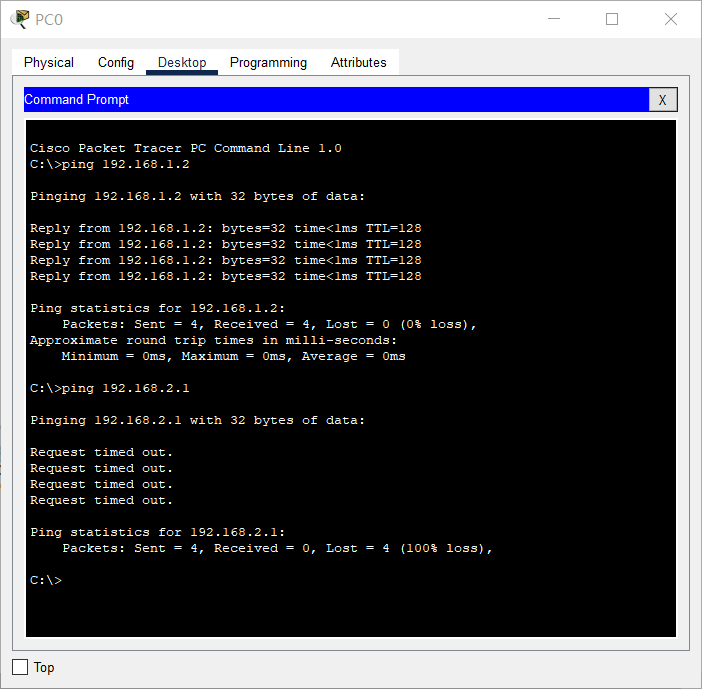 PC0
Physical Config Desktop Programming Attributes
Command Prompt X
Cisco Packet Tracer PC Command Line 1.0
C:\>ping 192.168.1.2
Pinging 192.168.1.2 with 32 bytes of data:
Reply from 192.168.1.2: bytes=32 time<1ms TTL=128
Reply from 192.168.1.2: bytes=32 time<1ms TTL=128
Reply from 192.168.1.2: bytes=32 time<1ms TTL=128
Reply from 192.168.1.2: bytes=32 time<1ms TTL=128
Ping statistics for 192.168.1.2:
    Packets: Sent = 4, Received = 4, Lost = 0 (0% loss),
Approximate round trip times in milli-seconds:
    Minimum = 0ms, Maximum = 0ms, Average = 0ms
C:\>ping 192.168.2.1
Pinging 192.168.2.1 with 32 bytes of data:
Request timed out.
Request timed out.
Request timed out.
Request timed out.
Ping statistics for 192.168.2.1:
    Packets: Sent = 4, Received = 0, Lost = 4 (100% loss),
C:\>
Top